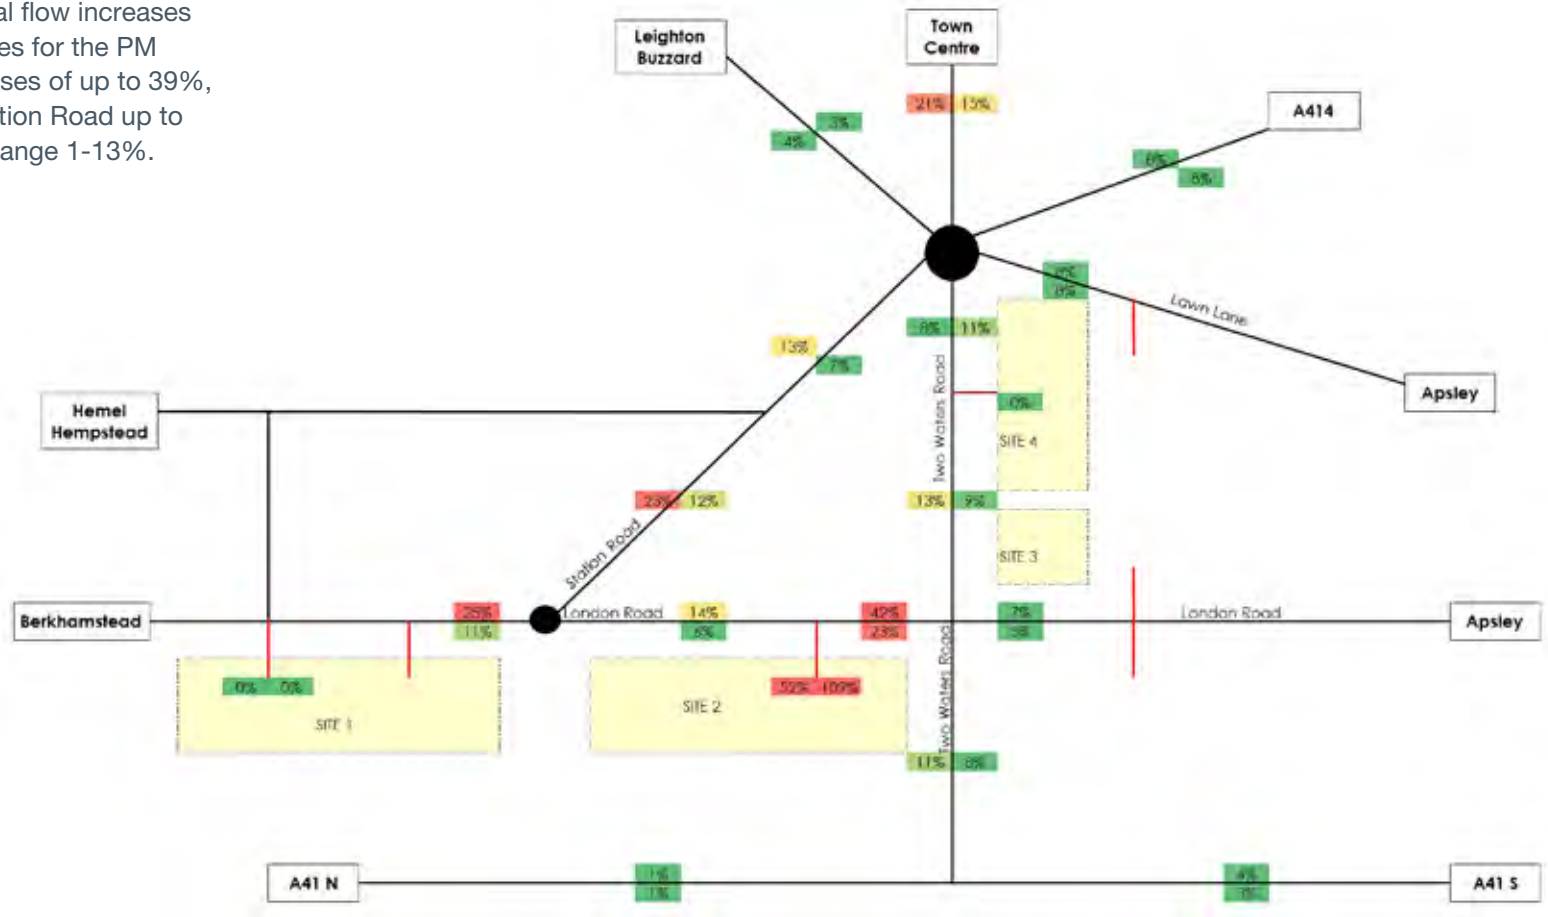 al flow increases
es for the PM
ses of up to 39%,
tion Road up to
ange 1-13%.
Leighton
Buzzard
Town
Centre
A414
21% 15%
3%
4%
8%
Lawn Lane
8% 11%
13%
7%
Two Waters Road
0%
Apsley
Hemel
Hempstead
SITE 4
12%
13% 9%
Station Road
SITE 3
Berkhamstead
11%
London Road
14%
42%
23%
7%
London Road
Apsley
0% 0%
SITE 1
SITE 2
52% 109%
Two Waters Road
11% 8%
A41 N
1%
1%
4%
A41 S